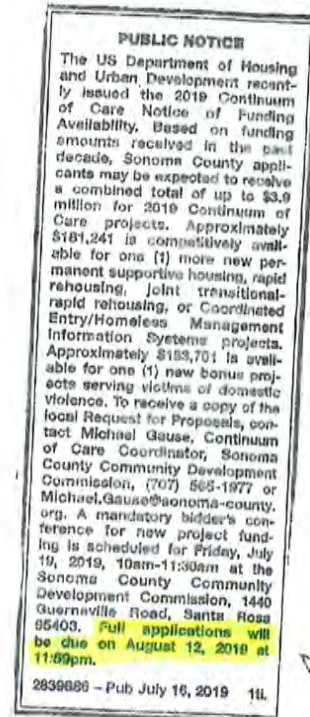 PUBLIC NOTICE
The US Department of Housing
and Urban Development recent-
ly issued the 2019 Continuum
of Care Notice of Funding
Availability. Based on funding
amounts received in the past
decade, Sonoma County appli-
cants may be expected to receive
a combined total of up to $3.9
million for 2019 Continuum of
Care projects. Approximately
$181,241 is competitively avail-
able for one (1) more new per-
manent supportive housing, rapid
rehousing, joint transitional-
rapid rehousing, or Coordinated
Entry/Homeless Management
Information Systems projects.
Approximately $153,701 is avail-
able for one (1) new bonus proj-
ects serving victims of domestic
violence. To receive a copy of the
local Request for Proposals, con-
tact Michael Gause, Continuum
of Care Coordinator, Sonoma
County Community Development
Commission, (707) 565-1977 or
Michael.Gause@sonoma-county.
org. A mandatory bidder's con-
ference for new project fund-
ing is scheduled for Friday, July
19, 2019, 10am-11:30am at the
Sonoma County Community
Development Commission, 1440
Guerneville Road, Santa Rosa
95403. Full applications will
be due on August 12, 2019 at
11:59pm.
2839686 – Pub July 16, 2019 1ti.